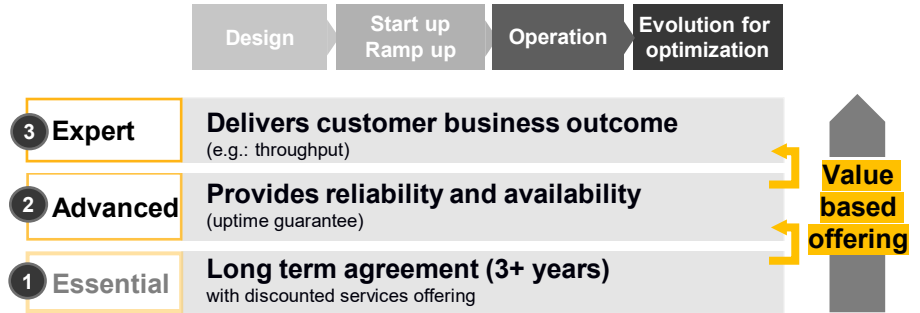 Design
Start up
Ramp up
Operation
Evolution for
optimization
3 Expert
Delivers customer business outcome
(e.g.: throughput)
2 Advanced
Provides reliability and availability
(uptime guarantee)
1 Essential
Long term agreement (3+ years)
with discounted services offering
Value
based
offering